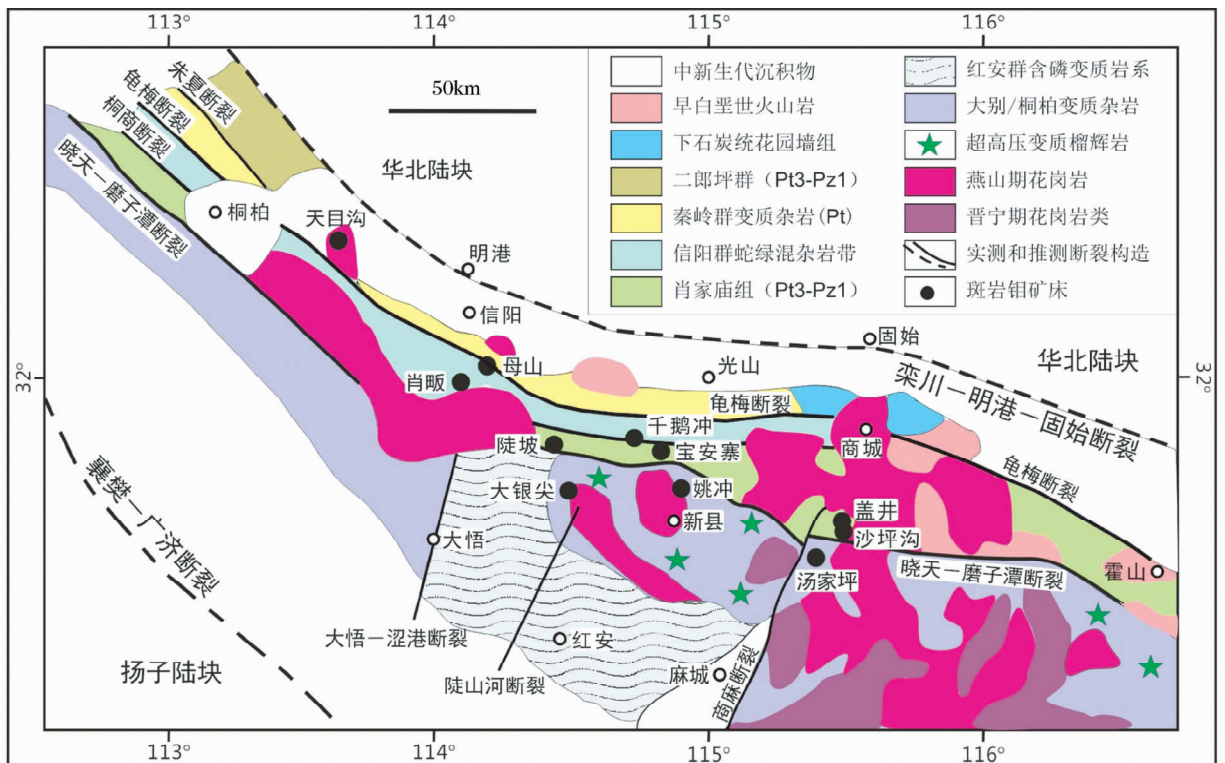 113°
114°
115°
116°
朱夏断裂
龟梅断裂
桐商断裂
晓天－磨子潭断裂
50km
华北陆块
中新生代沉积物
早白垩世火山岩
下石炭统花园墙组
二郎坪群（Pt3-Pz1）
秦岭群变质杂岩(Pt)
信阳群蛇绿混杂岩带
肖家庙组（Pt3-Pz1）
红安群含磷变质岩系
大别/桐柏变质杂岩
超高压变质榴辉岩
燕山期花岗岩
晋宁期花岗岩类
实测和推测断裂构造
斑岩钼矿床
桐柏
天目沟
明港
信阳
固始
华北陆块
32°
32°
母山
肖畈
光山
龟梅断裂
栾川－明港－固始断裂
千鹅冲
陡坡
宝安寨
商城
龟梅断裂
大银尖
姚冲
新县
盖井
沙坪沟
大悟
汤家坪
晓天－磨子潭断裂
霍山
襄樊－广济断裂
大悟－涩港断裂
红安
扬子陆块
陡山河断裂
麻城
商麻断裂
113°
114°
115°
116°